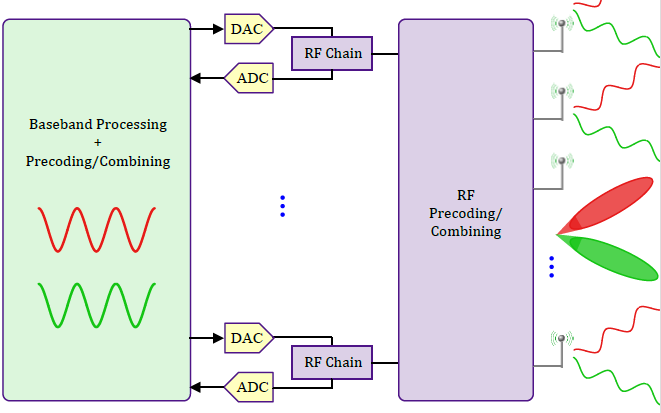 DAC
RF Chain
ADC
Baseband Processing
+
Precoding/Combining
RF
Precoding/
Combining
DAC
RF Chain
ADC